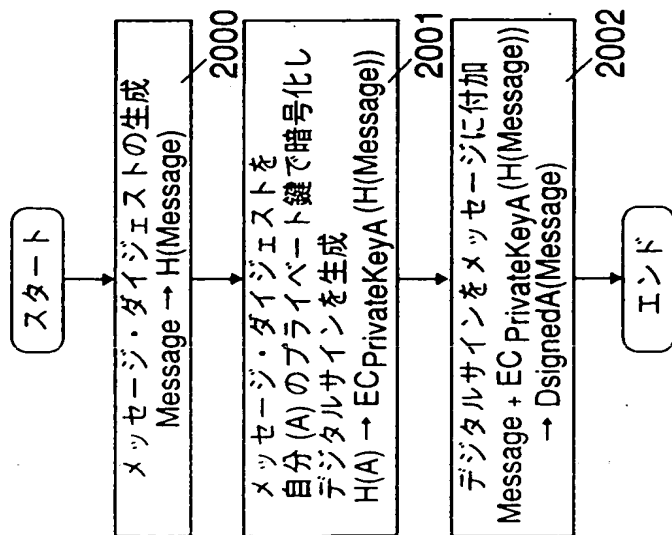 スタート
メッセージ・ダイジェストの生成
Message → H(Message)
2000
メッセージ・ダイジェストを
自分(A)のプライベート鍵で暗号化し
デジタルサインを生成
H(A) → EC PrivateKeyA (H(Message))
2001
デジタルサインをメッセージに付加
Message + EC PrivateKeyA (H(Message))
→ DsignedA(Message)
2002
エンド